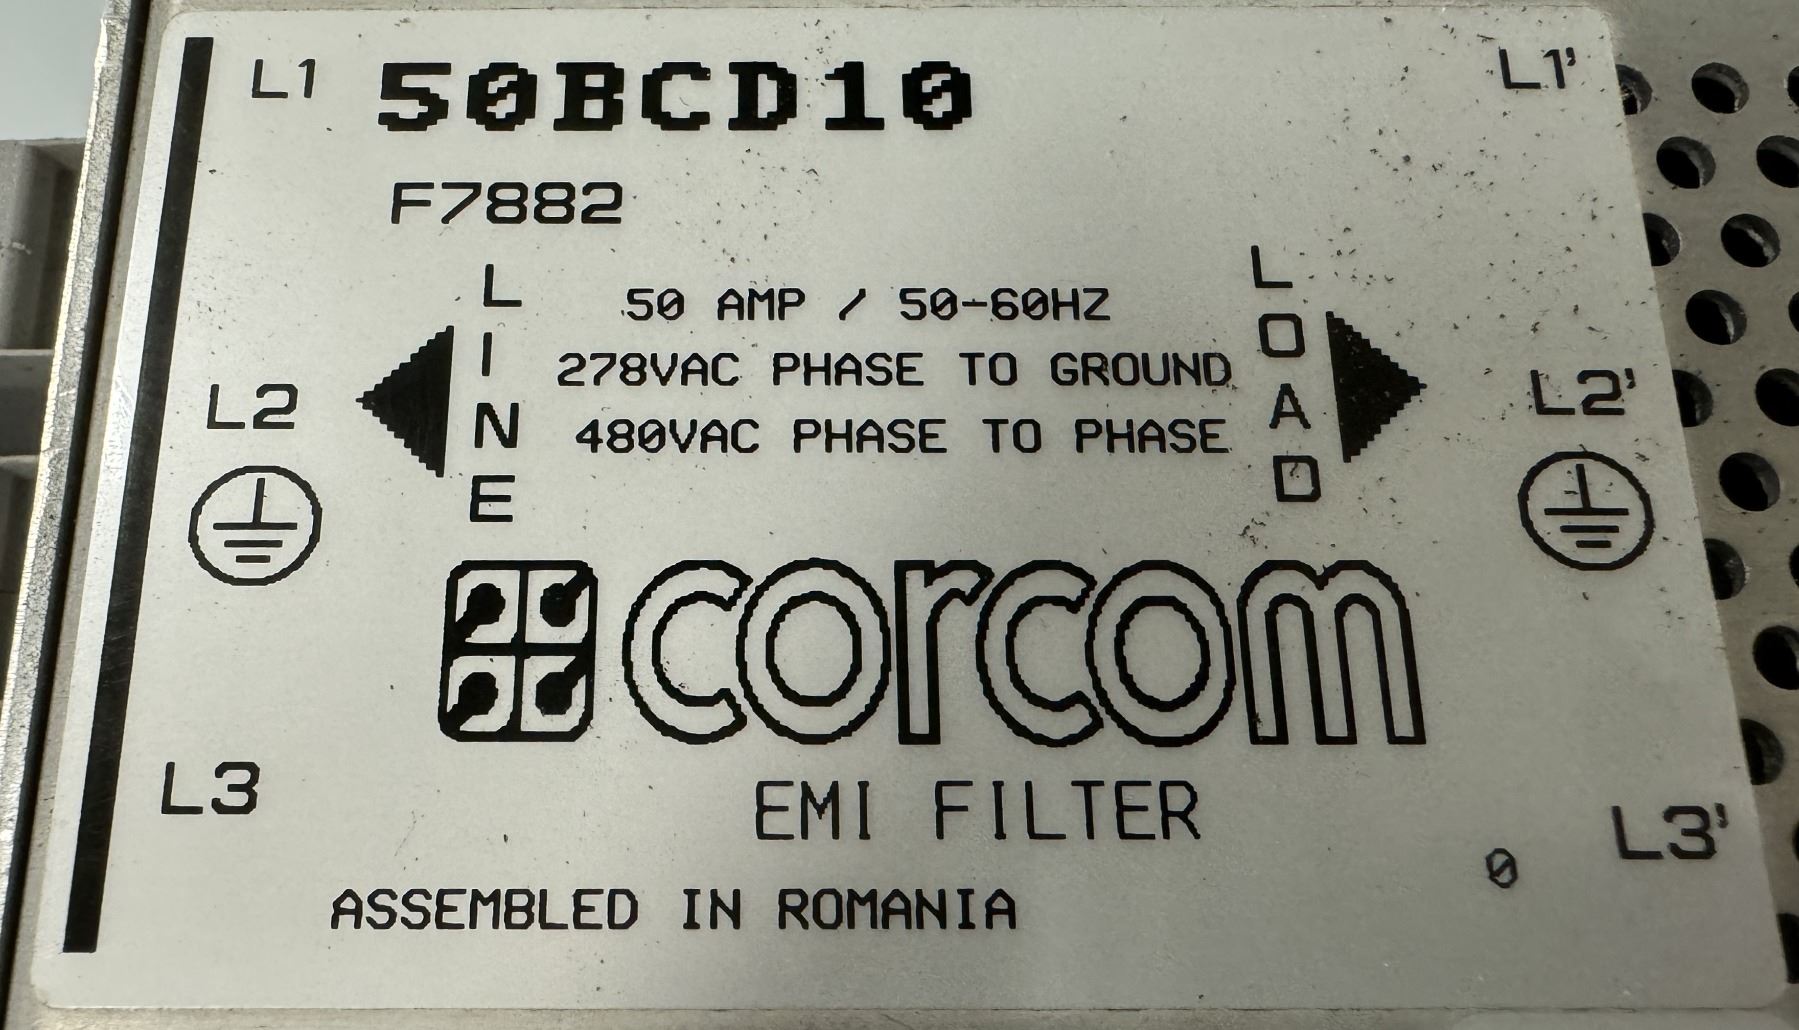 L1 50BCD10 L1'
F7882
LINE
50 AMP / 50-60HZ
278VAC PHASE TO GROUND
480VAC PHASE TO PHASE
LOAD
L2 L2'
corcom
EMI FILTER
L3 L3'
0
ASSEMBLED IN ROMANIA